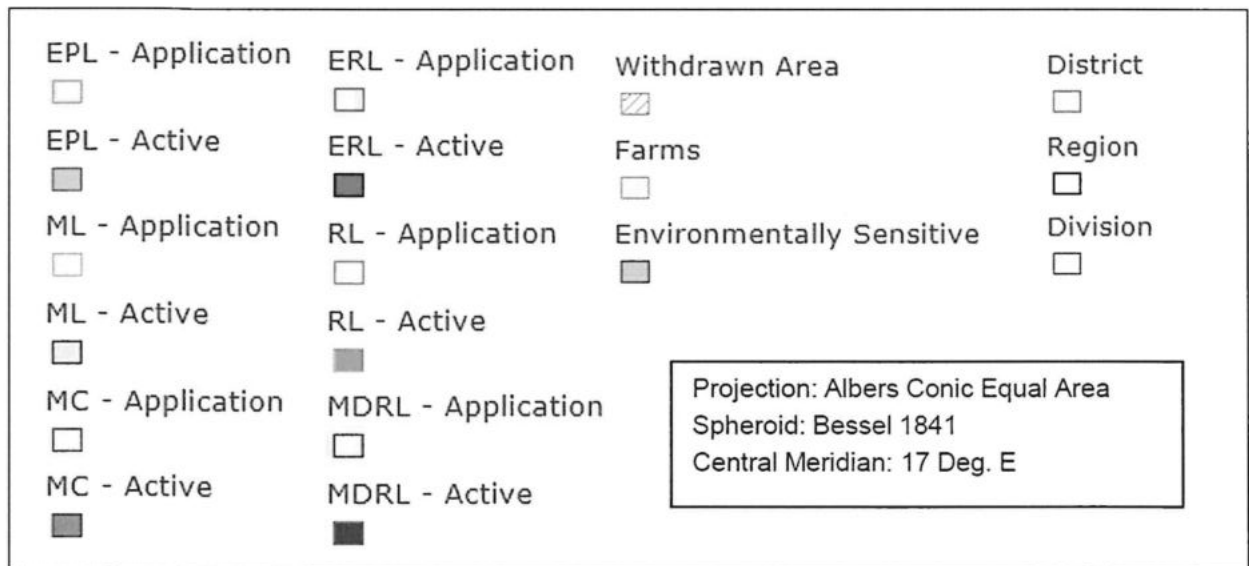 EPL - Application
EPL - Active
ML - Application
ML - Active
MC - Application
MC - Active
ERL - Application
ERL - Active
RL - Application
RL - Active
MDRL - Application
MDRL - Active
Withdrawn Area
Farms
Environmentally Sensitive
District
Region
Division
Projection: Albers Conic Equal Area
Spheroid: Bessel 1841
Central Meridian: 17 Deg. E